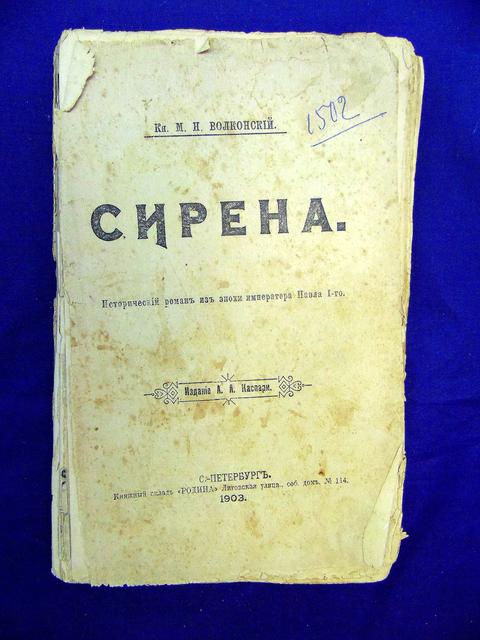 Кн. М. Н. ВОЛКОНСКІЙ.
1502
СИРЕНА.
Историческій романъ изъ эпохи императора Павла І-го.
Изданіе А. А. Каспари.
С.-ПЕТЕРБУРГЪ.
Книжный складъ «РОДИНА» Литовская улица., соб. домъ, № 114.
1903.